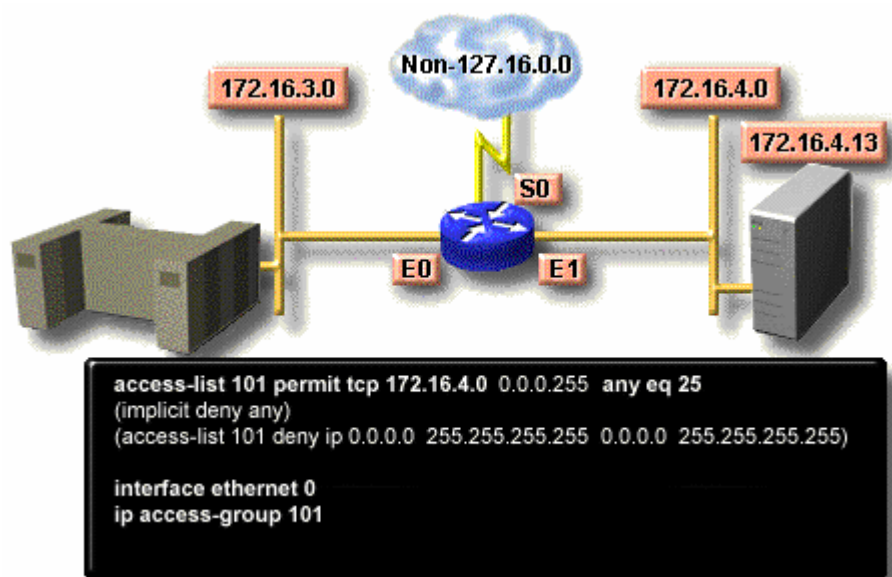 Non-127.16.0.0
172.16.3.0
172.16.4.0
172.16.4.13
S0
E0
E1
access-list 101 permit tcp 172.16.4.0 0.0.0.255 any eq 25
(implicit deny any)
(access-list 101 deny ip 0.0.0.0 255.255.255.255 0.0.0.0 255.255.255.255)
interface ethernet 0
ip access-group 101